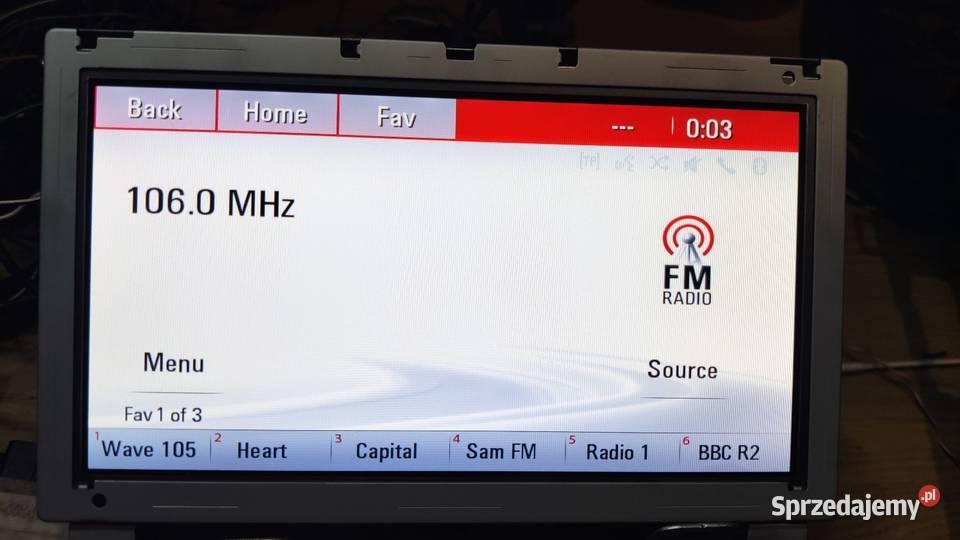 Back Home Fav --- 0:03
[TP]
106.0 MHz
FM
RADIO
Menu Source
Fav 1 of 3
1 Wave 105 2 Heart 3 Capital 4 Sam FM 5 Radio 1 6 BBC R2
Sprzedajemy.pl